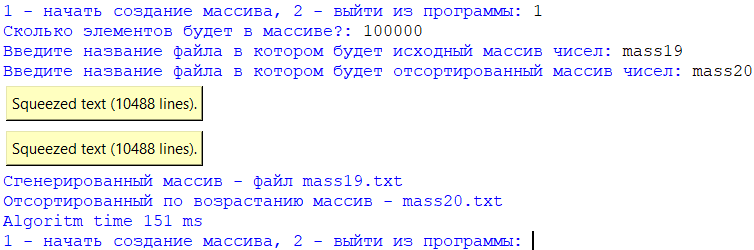 1 - начать создание массива, 2 - выйти из программы: 1
Сколько элементов будет в массиве?: 100000
Введите название файла в котором будет исходный массив чисел: mass19
Введите название файла в котором будет отсортированный массив чисел: mass20
Squeezed text (10488 lines).
Squeezed text (10488 lines).
Сгенерированный массив - файл mass19.txt
Отсортированный по возрастанию массив - mass20.txt
Algoritm time 151 ms
1 - начать создание массива, 2 - выйти из программы: